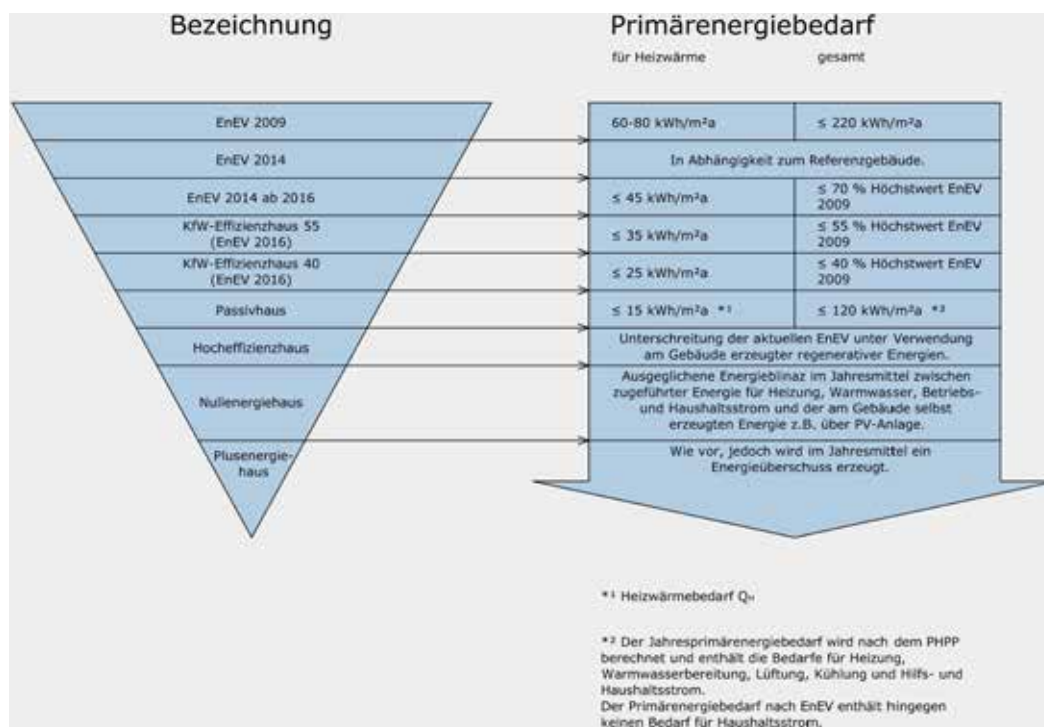 Bezeichnung
Primärenergiebedarf
für Heizwärme
gesamt
EnEV 2009
60-80 kWh/m²a
≤ 220 kWh/m²a
EnEV 2014
In Abhängigkeit zum Referenzgebäude.
EnEV 2014 ab 2016
≤ 45 kWh/m²a
≤ 70 % Höchstwert EnEV
2009
KfW-Effizienzhaus 55
(EnEV 2016)
≤ 35 kWh/m²a
≤ 55 % Höchstwert EnEV
2009
KfW-Effizienzhaus 40
(EnEV 2016)
≤ 25 kWh/m²a
≤ 40 % Höchstwert EnEV
2009
Passivhaus
≤ 15 kWh/m²a *¹
≤ 120 kWh/m²a *²
Hocheffizienzhaus
Unterschreitung der aktuellen EnEV unter Verwendung
am Gebäude erzeugter regenerativer Energien.
Nullenergiehaus
Ausgeglichene Energieblinaz im Jahresmittel zwischen
zugeführter Energie für Heizung, Warmwasser, Betriebs-
und Haushaltsstrom und der am Gebäude selbst
erzeugten Energie z.B. über PV-Anlage.
Plusenergie-
haus
Wie vor, jedoch wird im Jahresmittel ein
Energieüberschuss erzeugt.
*¹ Heizwärmebedarf Qₕ
*² Der Jahresprimärenergiebedarf wird nach dem PHPP
berechnet und enthält die Bedarfe für Heizung,
Warmwasserbereitung, Lüftung, Kühlung und Hilfs- und
Haushaltsstrom.
Der Primärenergiebedarf nach EnEV enthält hingegen
keinen Bedarf für Haushaltsstrom.